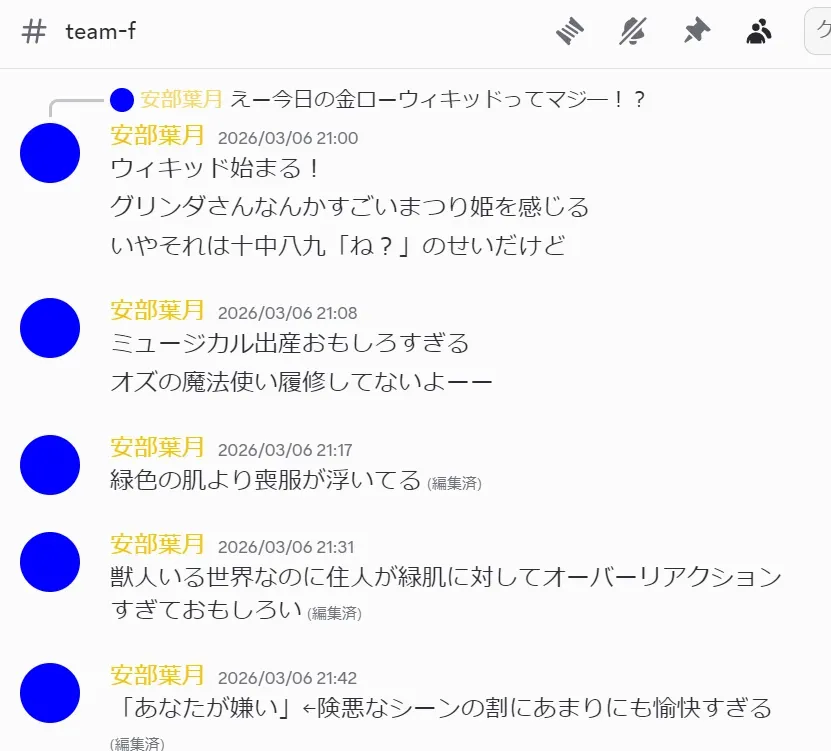 # team-f
ク
安部葉月 えー今日の金ローウィキッドってマジー！？
安部葉月 2026/03/06 21:00
ウィキッド始まる！
グリンダさんなんかすごいまつり姫を感じる
いやそれは十中八九「ね？」のせいだけど
安部葉月 2026/03/06 21:08
ミュージカル出産おもしろすぎる
オズの魔法使い履修してないよーー
安部葉月 2026/03/06 21:17
緑色の肌より喪服が浮いてる (編集済)
安部葉月 2026/03/06 21:31
獣人いる世界なのに住人が緑肌に対してオーバーリアクション
すぎておもしろい (編集済)
安部葉月 2026/03/06 21:42
「あなたが嫌い」←険悪なシーンの割にあまりにも愉快すぎる
(編集済)